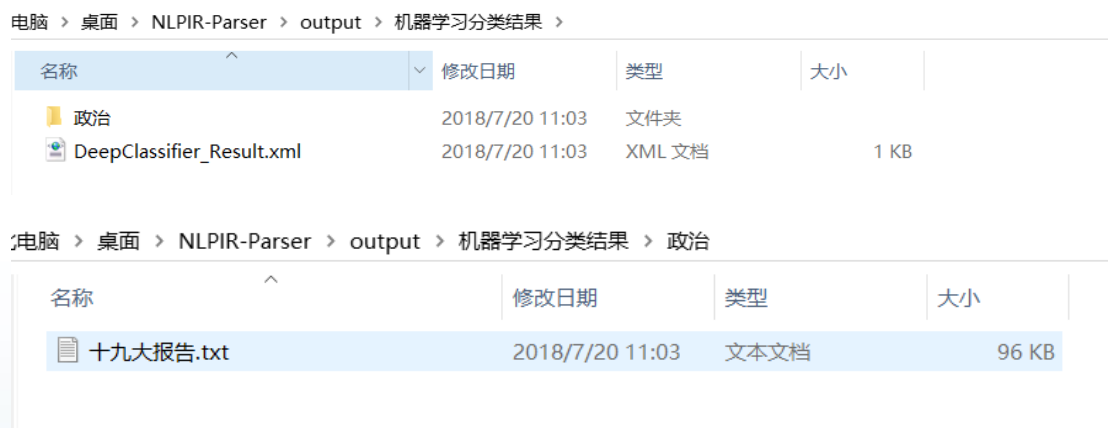 电脑 > 桌面 > NLPIR-Parser > output > 机器学习分类结果 >
名称 修改日期 类型 大小
政治 2018/7/20 11:03 文件夹
DeepClassifier_Result.xml 2018/7/20 11:03 XML 文档 1 KB
电脑 > 桌面 > NLPIR-Parser > output > 机器学习分类结果 > 政治
名称 修改日期 类型 大小
十九大报告.txt 2018/7/20 11:03 文本文档 96 KB